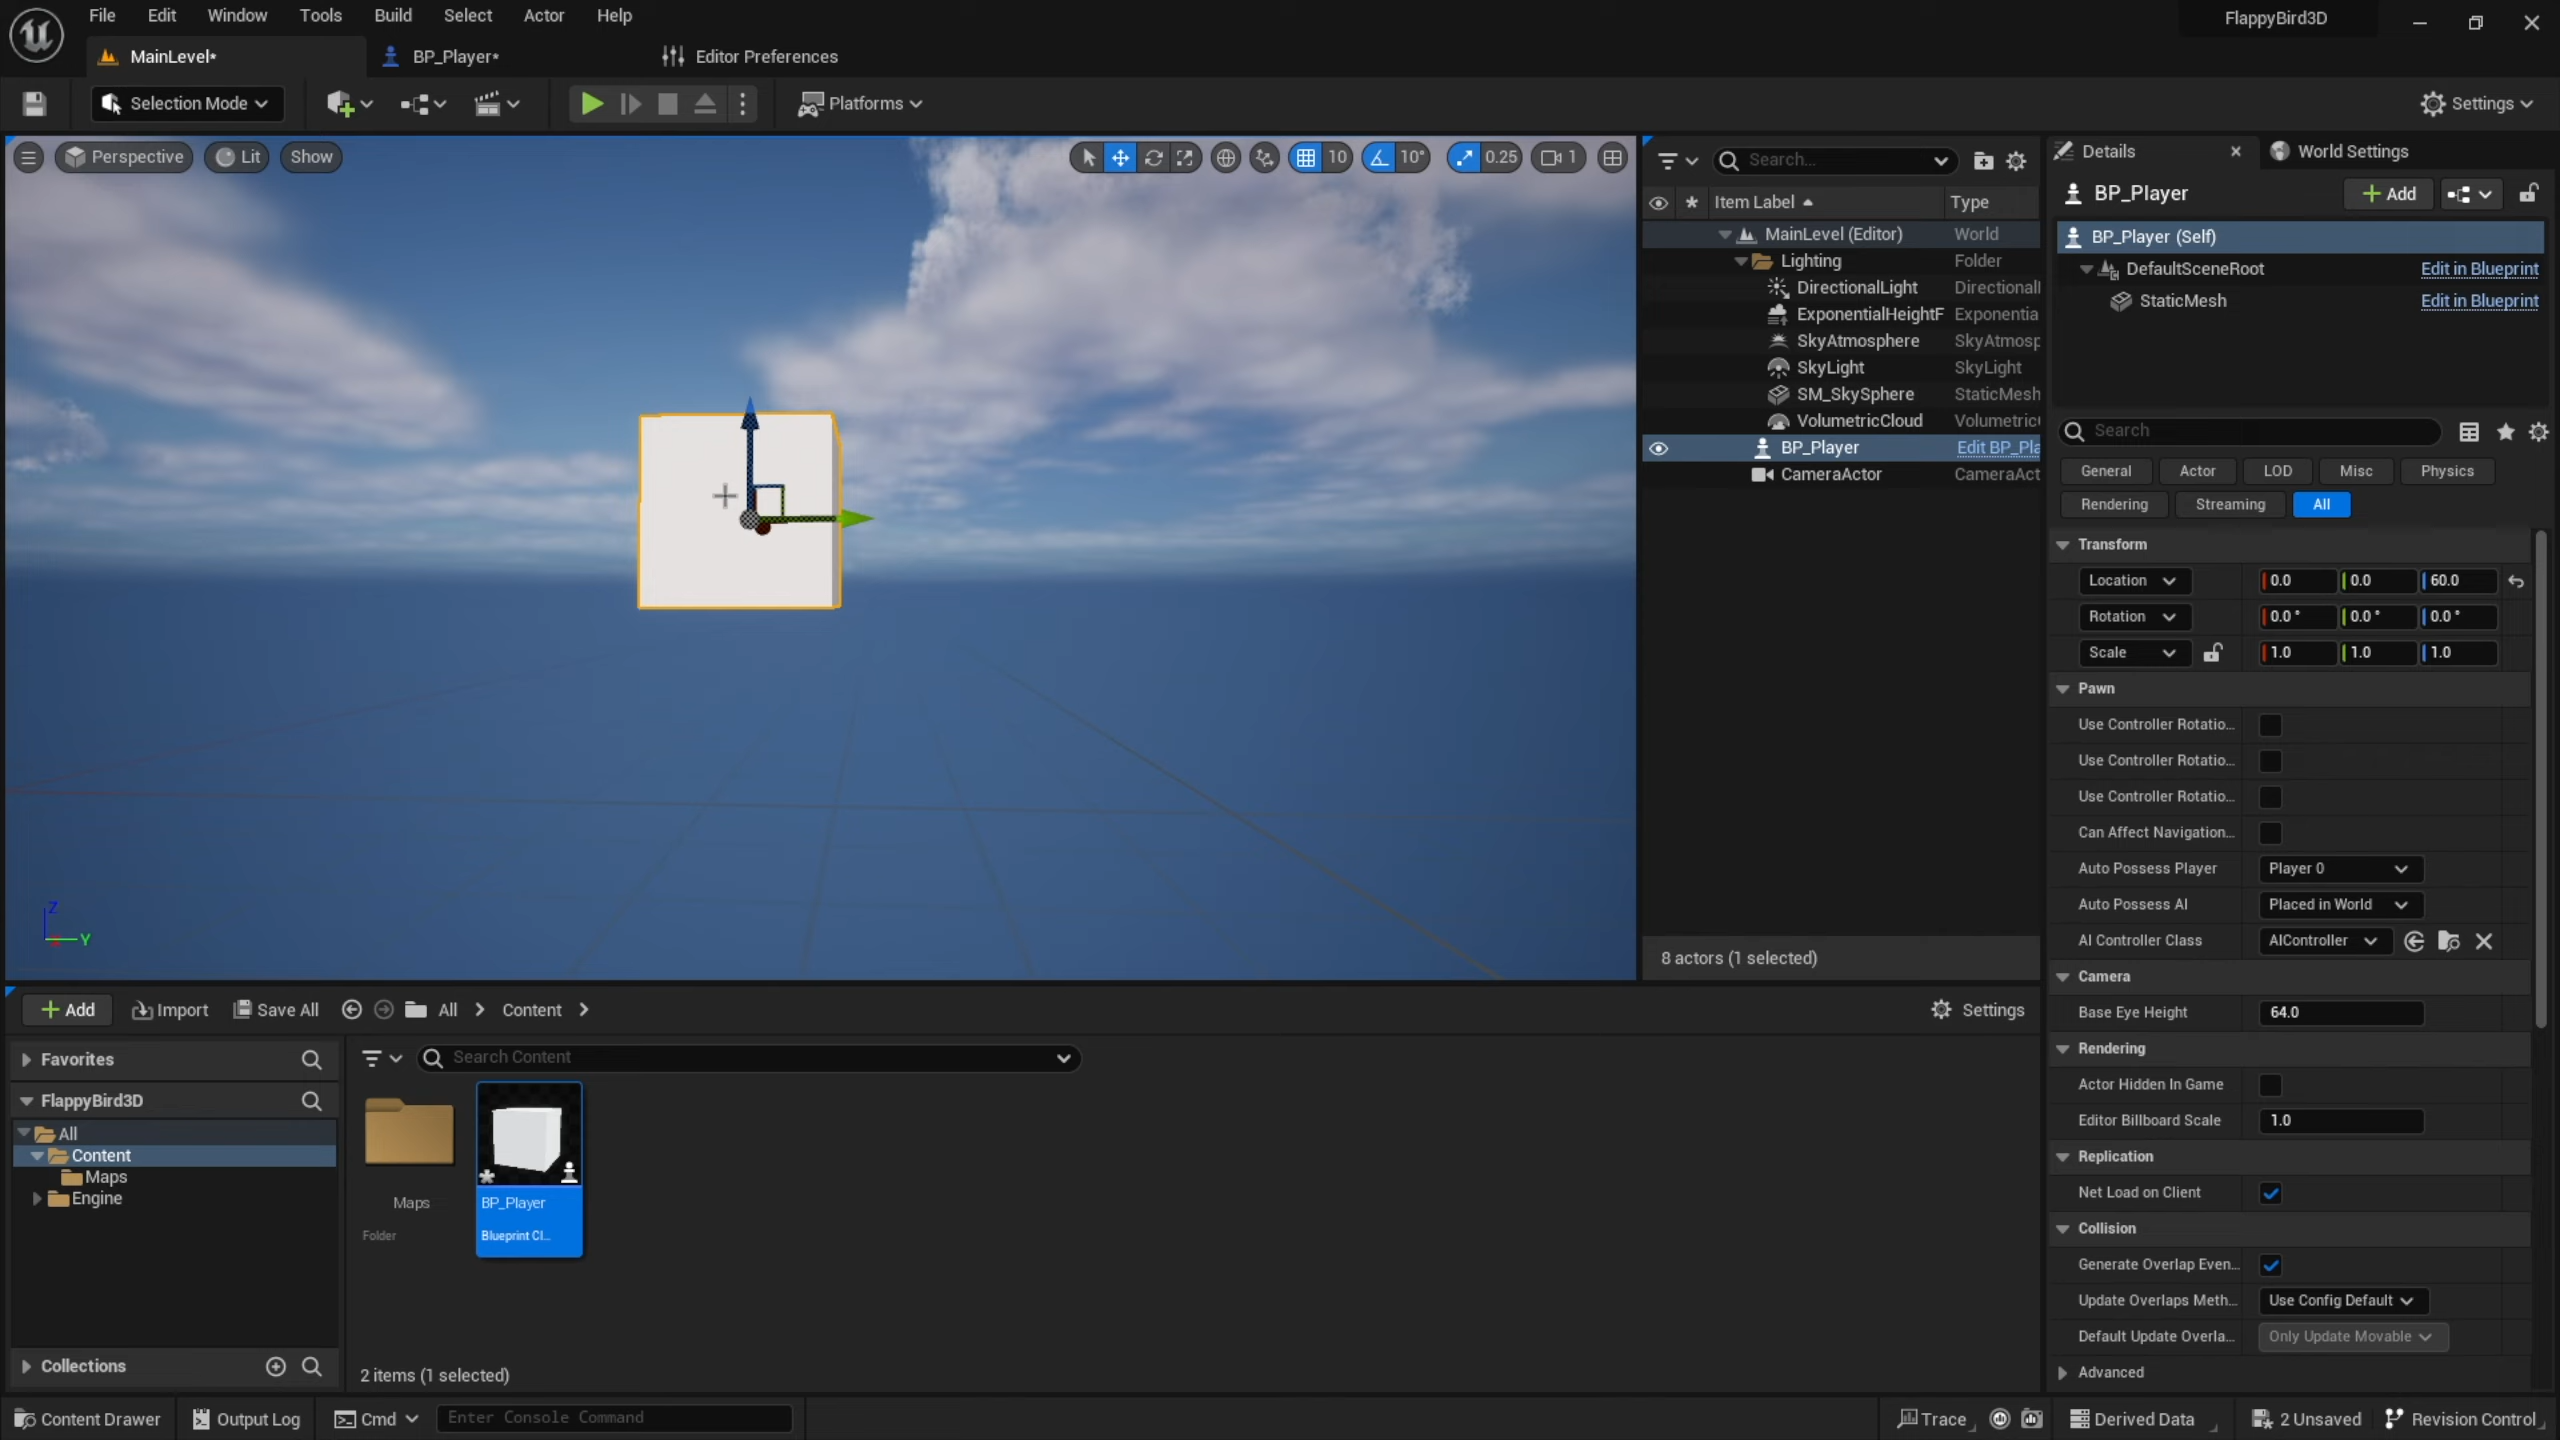 File Edit Window Tools Build Select Actor Help
FlappyBird3D
MainLevel*
BP_Player*
Editor Preferences
Selection Mode
Platforms
Settings
Perspective
Lit
Show
10
10°
0.25
1
Search...
Item Label
Type
MainLevel (Editor) World
Lighting Folder
DirectionalLight Directional
ExponentialHeightF Exponentia
SkyAtmosphere SkyAtmosp
SkyLight SkyLight
SM_SkySphere StaticMesh
VolumetricCloud Volumetric
BP_Player Edit BP_Pla
CameraActor CameraAct
8 actors (1 selected)
Details
World Settings
BP_Player
Add
BP_Player (Self)
DefaultSceneRoot Edit in Blueprint
StaticMesh Edit in Blueprint
Search
General Actor LOD Misc Physics
Rendering Streaming All
Transform
Location 0.0 0.0 60.0
Rotation 0.0° 0.0° 0.0°
Scale 1.0 1.0 1.0
Pawn
Use Controller Rotatio...
Use Controller Rotatio...
Use Controller Rotatio...
Can Affect Navigation...
Auto Possess Player Player 0
Auto Possess AI Placed in World
AI Controller Class AIController
Camera
Base Eye Height 64.0
Rendering
Actor Hidden In Game
Editor Billboard Scale 1.0
Replication
Net Load on Client
Collision
Generate Overlap Even...
Update Overlaps Meth... Use Config Default
Default Update Overla... Only Update Movable
Advanced
Z
Y
Add Import Save All All Content
Settings
Favorites
FlappyBird3D
All
Content
Maps
Engine
Collections
Search Content
Maps
Folder
BP_Player
Blueprint Cl...
2 items (1 selected)
Content Drawer Output Log Cmd Enter Console Command
Trace Derived Data 2 Unsaved Revision Control